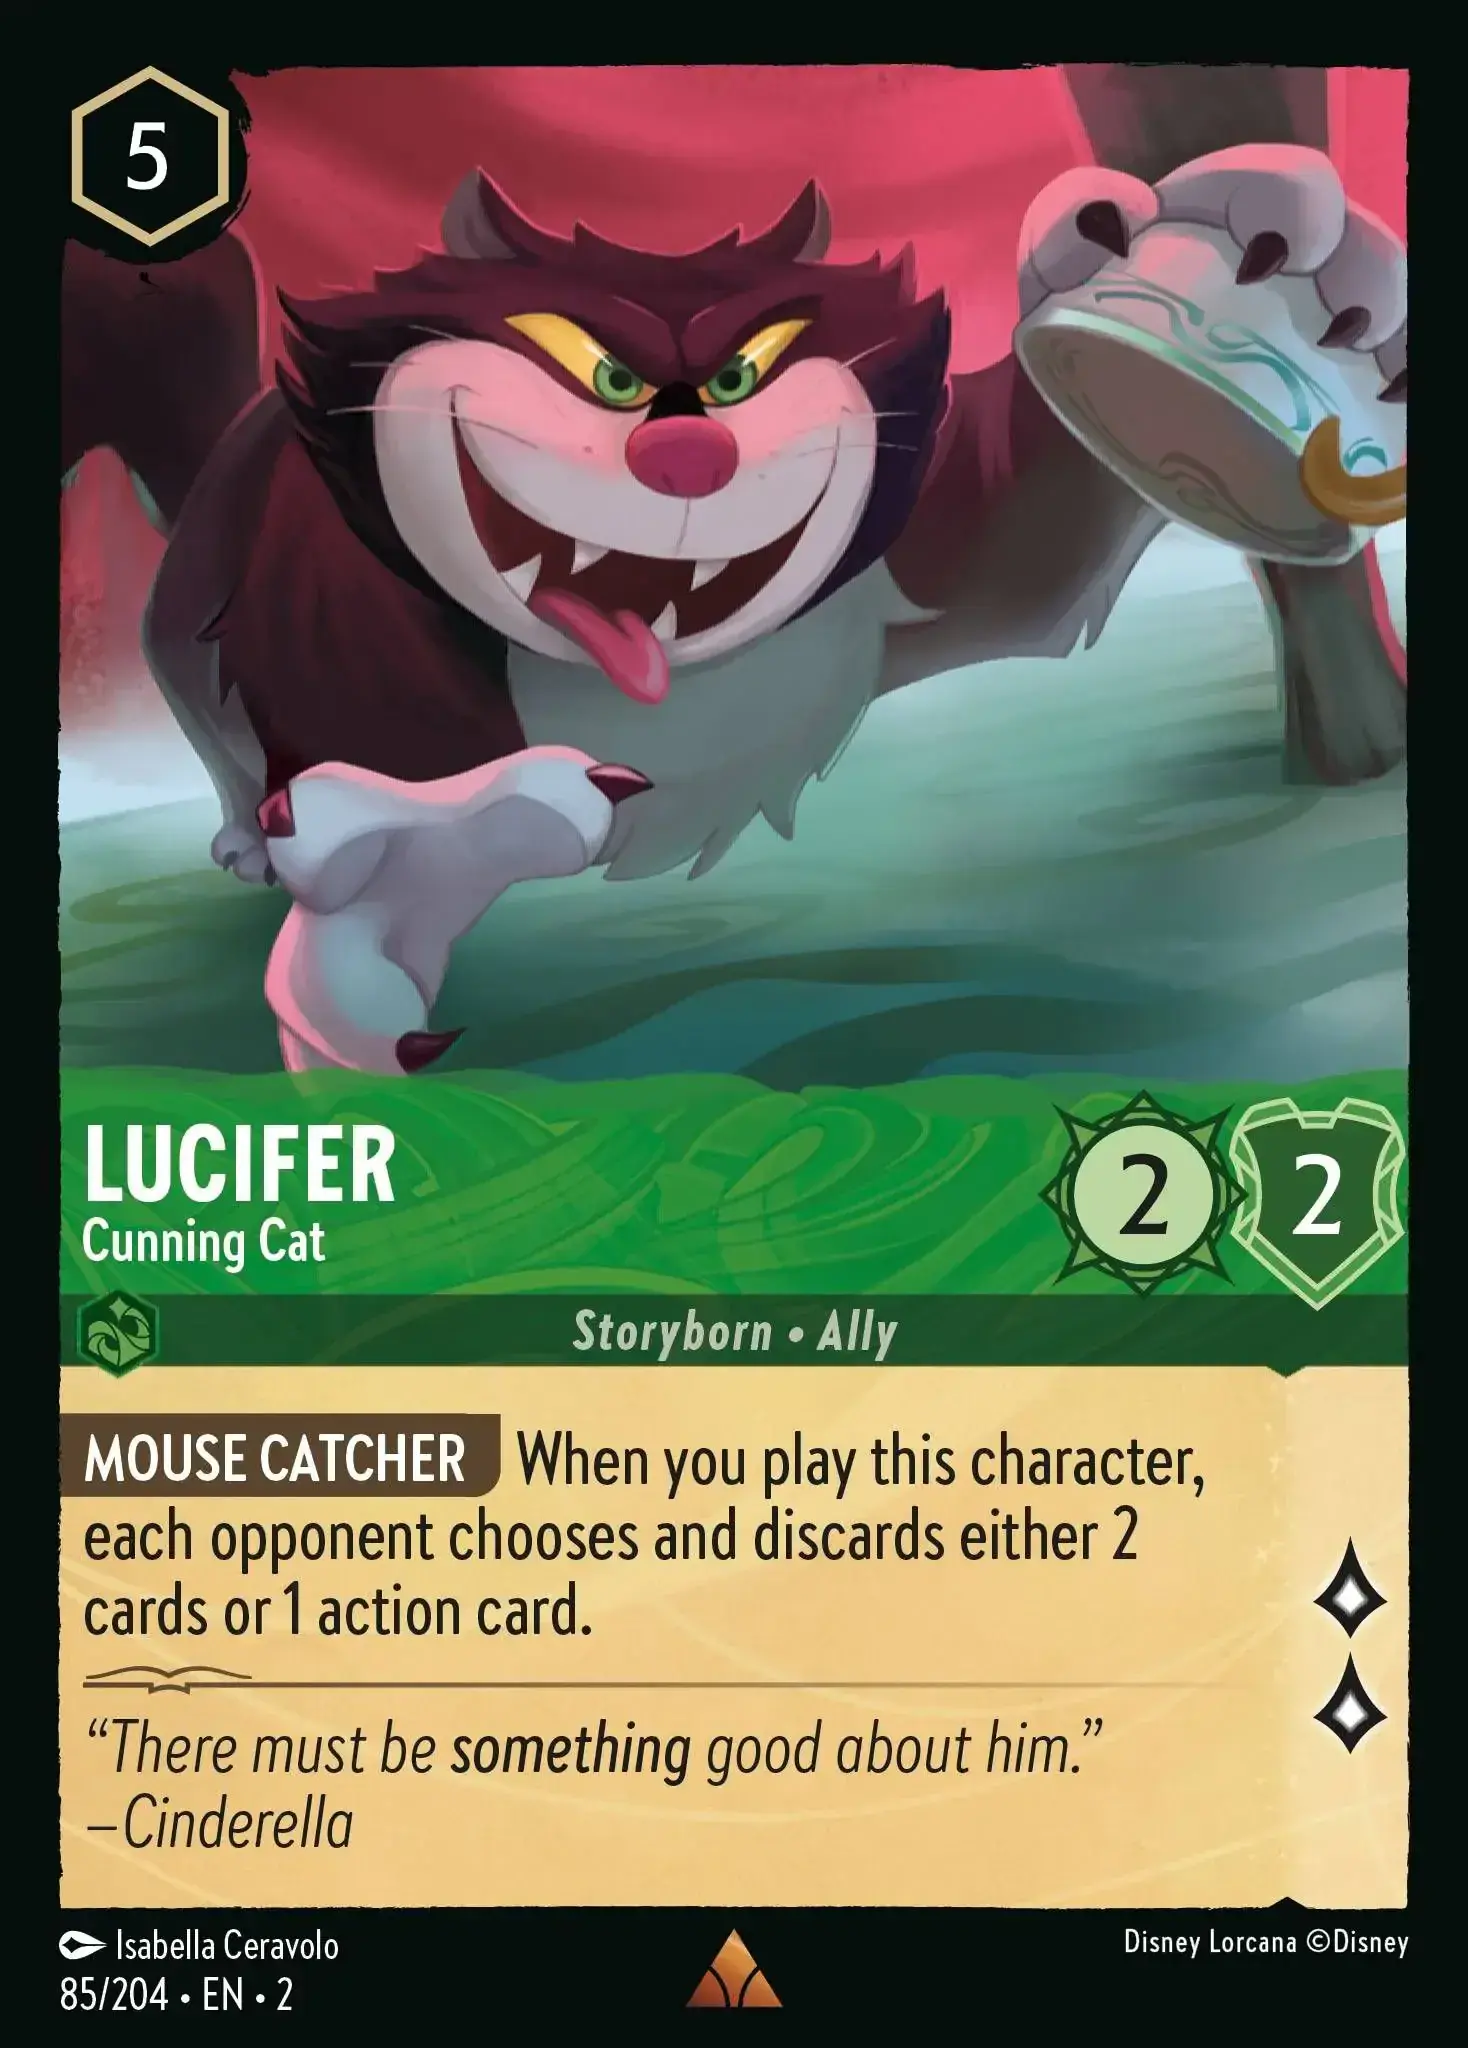 5
LUCIFER
Cunning Cat
2
2
Storyborn • Ally
MOUSE CATCHER When you play this character,
each opponent chooses and discards either 2
cards or 1 action card.
“There must be something good about him.”
–Cinderella
Isabella Ceravolo
85/204 • EN • 2
Disney Lorcana ©Disney